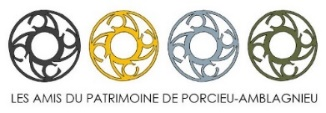 LES AMIS DU PATRIMOINE DE PORCIEU-AMBLAGNIEU